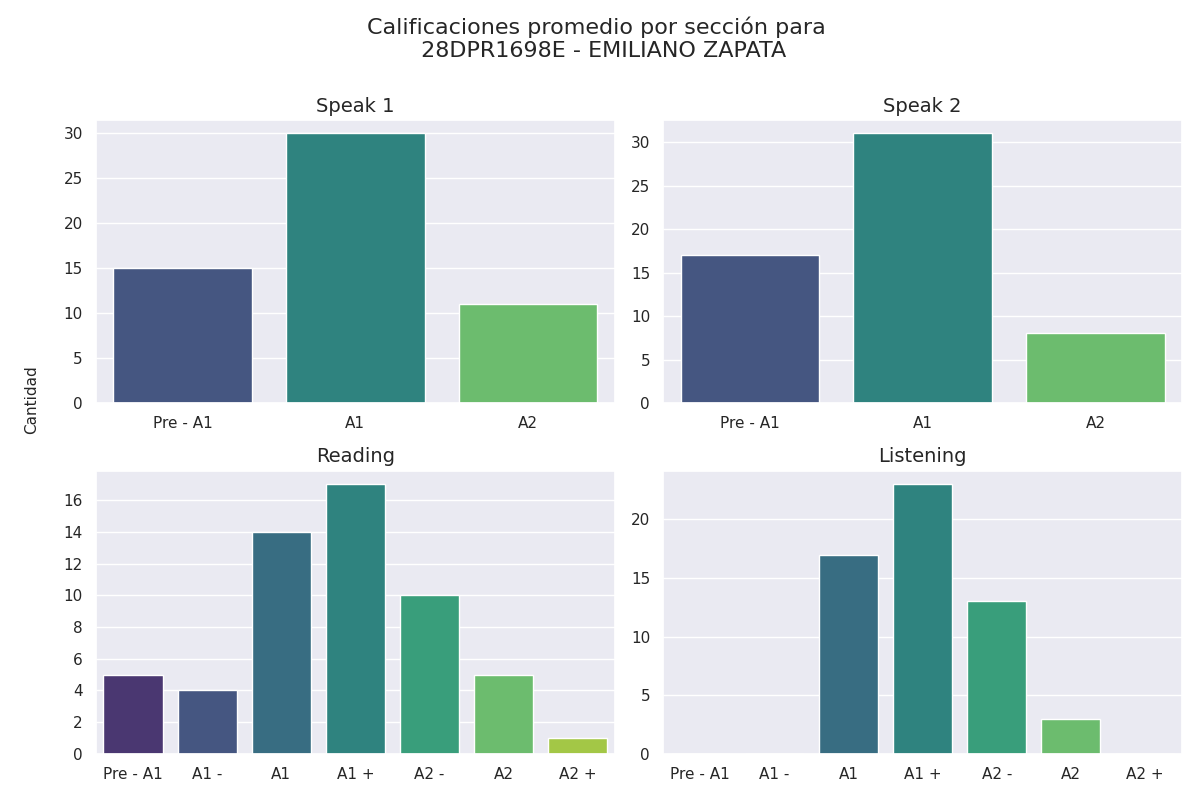 Calificaciones promedio por sección para
28DPR1698E - EMILIANO ZAPATA
Speak 1
30
25
20
15
10
5
0
Pre - A1 A1 A2
Speak 2
30
25
20
15
10
5
0
Pre - A1 A1 A2
Cantidad
Reading
16
14
12
10
8
6
4
2
0
Pre - A1 A1 - A1 A1 + A2 - A2 A2 +
Listening
20
15
10
5
0
Pre - A1 A1 - A1 A1 + A2 - A2 A2 +